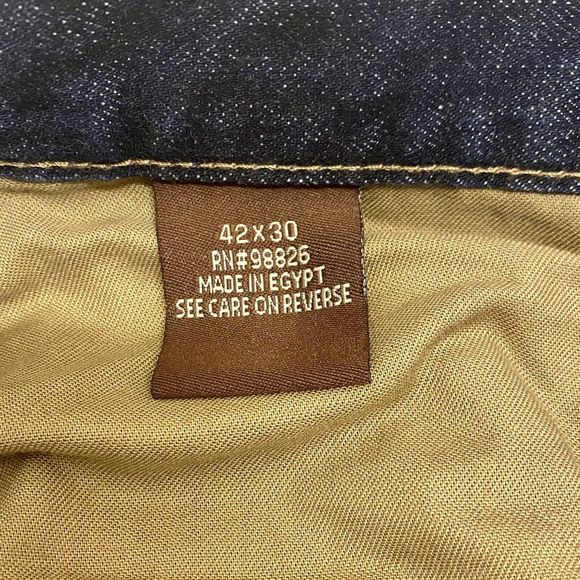 42X30
RN#98826
MADE IN EGYPT
SEE CARE ON REVERSE